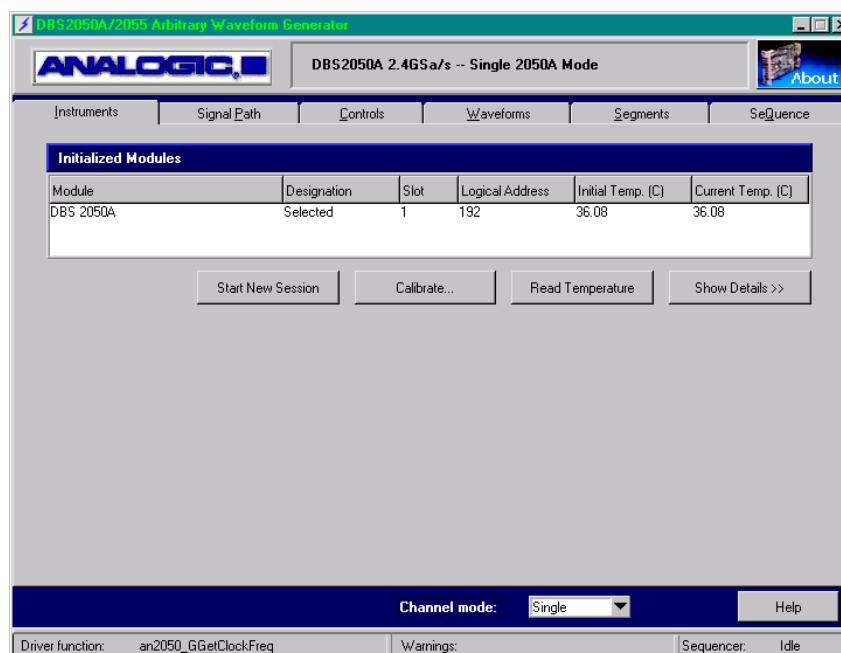 DBS2050A/2055 Arbitrary Waveform Generator
ANALOGIC.
DBS2050A 2.4GSa/s -- Single 2050A Mode
About
Instruments Signal Path Controls Waveforms Segments SeQuence
Initialized Modules
Module Designation Slot Logical Address Initial Temp. (C) Current Temp. (C)
DBS 2050A Selected 1 192 36.08 36.08
Start New Session Calibrate... Read Temperature Show Details >>
Channel mode: Single Help
Driver function: an2050_GGetClockFreq Warnings: Sequencer: Idle